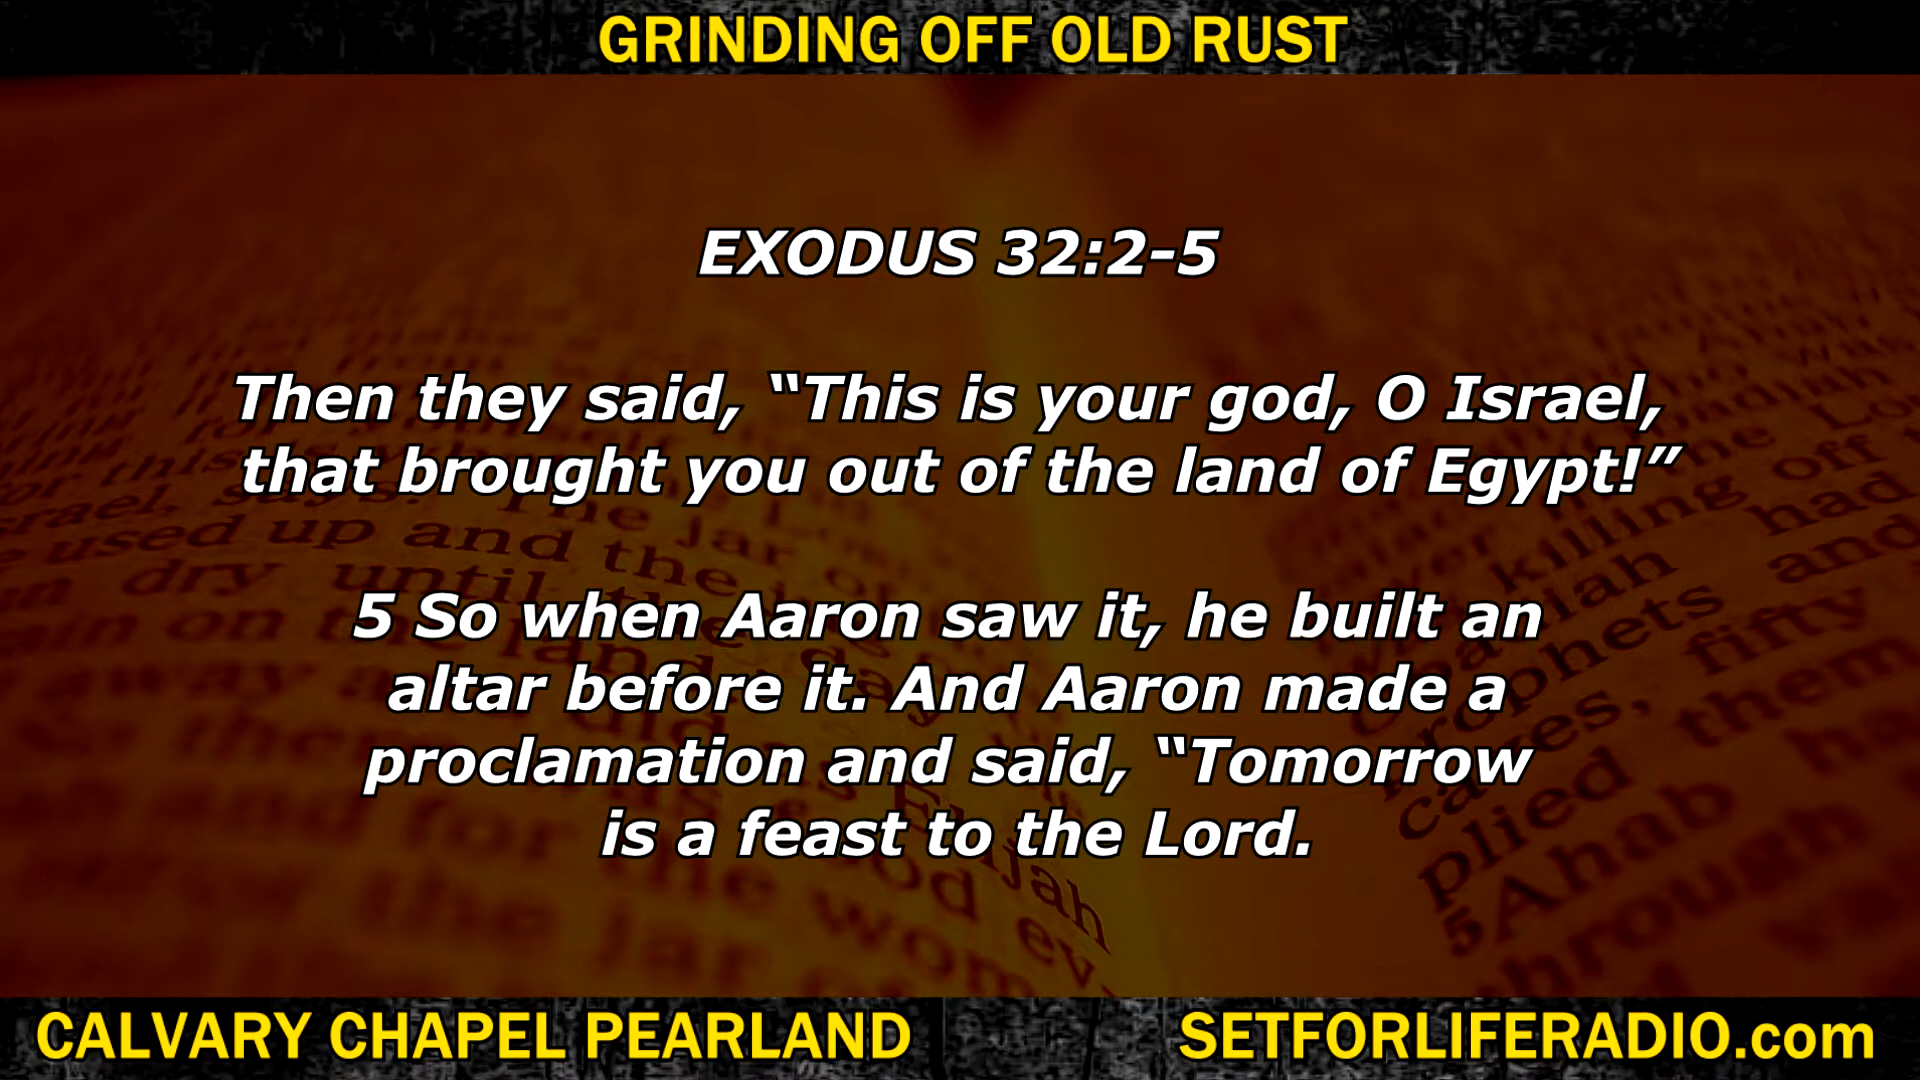 GRINDING OFF OLD RUST
EXODUS 32:2-5
Then they said, “This is your god, O Israel,
that brought you out of the land of Egypt!”
5 So when Aaron saw it, he built an
altar before it. And Aaron made a
proclamation and said, “Tomorrow
is a feast to the Lord.
CALVARY CHAPEL PEARLAND
SETFORLIFERADIO.com